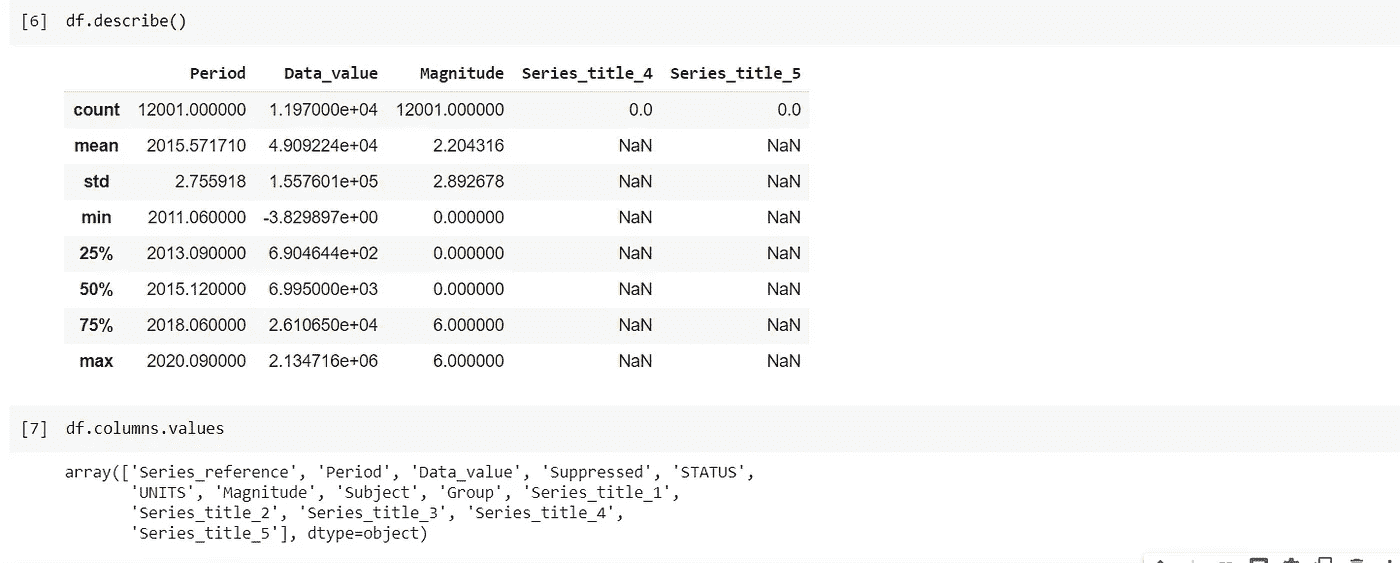 [6] df.describe()
Period Data_value Magnitude Series_title_4 Series_title_5
count 12001.000000 1.197000e+04 12001.000000 0.0 0.0
mean 2015.571710 4.909224e+04 2.204316 NaN NaN
std 2.755918 1.557601e+05 2.892678 NaN NaN
min 2011.060000 -3.829897e+00 0.000000 NaN NaN
25% 2013.090000 6.904644e+02 0.000000 NaN NaN
50% 2015.120000 6.995000e+03 0.000000 NaN NaN
75% 2018.060000 2.610650e+04 6.000000 NaN NaN
max 2020.090000 2.134716e+06 6.000000 NaN NaN
[7] df.columns.values
array(['Series_reference', 'Period', 'Data_value', 'Suppressed', 'STATUS',
'UNITS', 'Magnitude', 'Subject', 'Group', 'Series_title_1',
'Series_title_2', 'Series_title_3', 'Series_title_4',
'Series_title_5'], dtype=object)